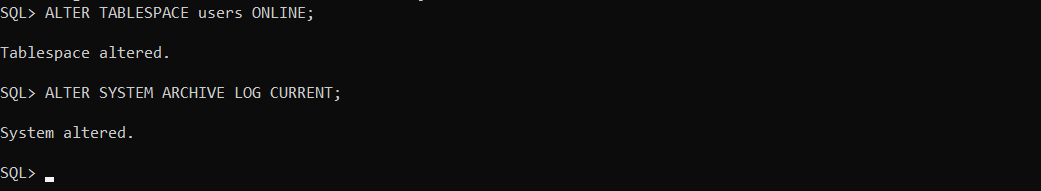 SQL> ALTER TABLESPACE users ONLINE;
Tablespace altered.
SQL> ALTER SYSTEM ARCHIVE LOG CURRENT;
System altered.
SQL>